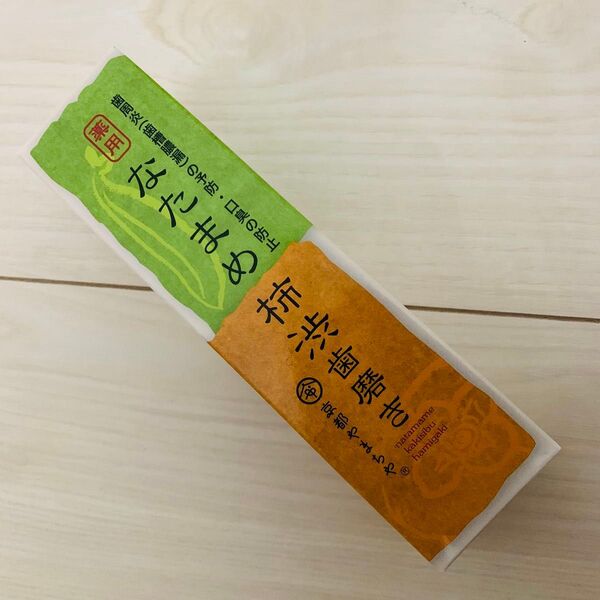 歯周炎(歯槽膿漏)の予防・口臭の防止
薬用
なたまめ
柿渋歯磨き
京都やまちや®
natamame
kakisibu
hamigaki